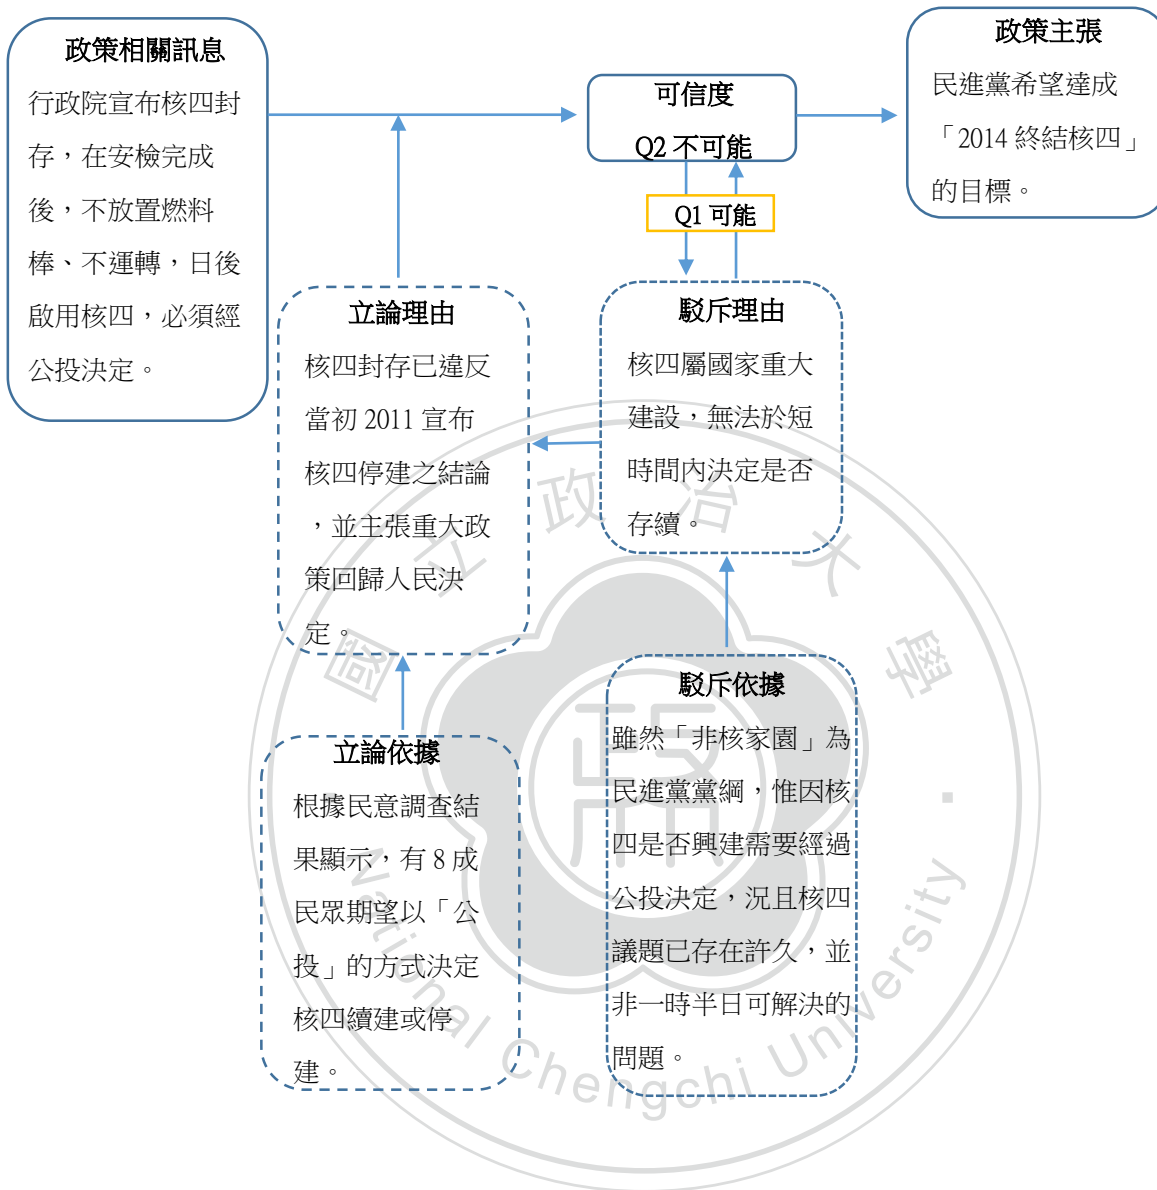 政策相關訊息
行政院宣布核四封
存，在安檢完成
後，不放置燃料
棒、不運轉，日後
啟用核四，必須經
公投決定。
可信度
Q2 不可能
Q1 可能
政策主張
民進黨希望達成
「2014 終結核四」
的目標。
立論理由
核四封存已違反
當初 2011 宣布
核四停建之結論
，並主張重大政
策回歸人民決
定。
駁斥理由
核四屬國家重大
建設，無法於短
時間內決定是否
存續。
立論依據
根據民意調查結
果顯示，有 8 成
民眾期望以「公
投」的方式決定
核四續建或停
建。
駁斥依據
雖然「非核家園」為
民進黨黨綱，惟因核
四是否興建需要經過
公投決定，況且核四
議題已存在許久，並
非一時半日可解決的
問題。
國立政治大學
National Chengchi University